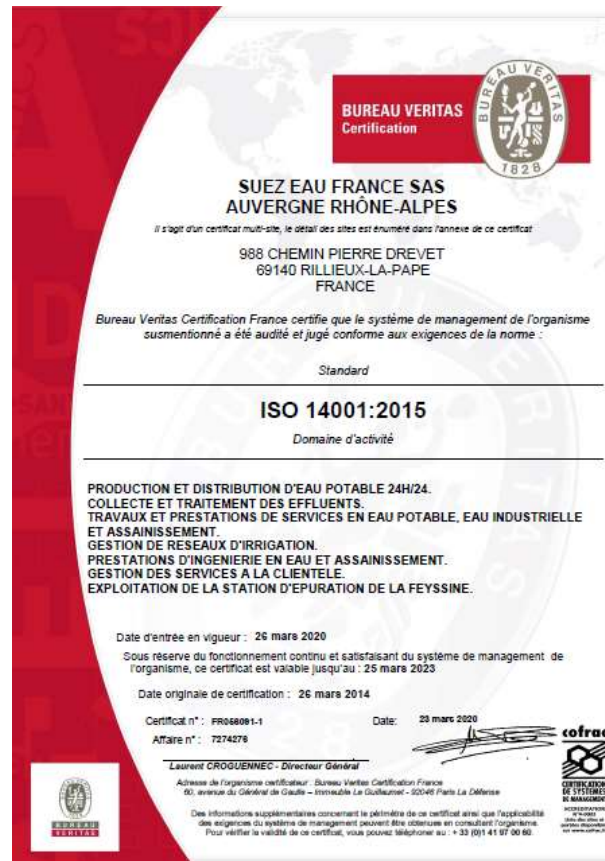 BUREAU VERITAS
Certification
BUREAU VERITAS
1828
SUEZ EAU FRANCE SAS
AUVERGNE RHÔNE-ALPES
Il s'agit d'un certificat multi-site, le détail des sites est énuméré dans l'annexe de ce certificat
988 CHEMIN PIERRE DREVET
69140 RILLIEUX-LA-PAPE
FRANCE
Bureau Veritas Certification France certifie que le système de management de l'organisme
susmentionné a été audité et jugé conforme aux exigences de la norme :
Standard
ISO 14001:2015
Domaine d'activité
PRODUCTION ET DISTRIBUTION D'EAU POTABLE 24H/24.
COLLECTE ET TRAITEMENT DES EFFLUENTS.
TRAVAUX ET PRESTATIONS DE SERVICES EN EAU POTABLE, EAU INDUSTRIELLE
ET ASSAINISSEMENT.
GESTION DE RESEAUX D'IRRIGATION.
PRESTATIONS D'INGENIERIE EN EAU ET ASSAINISSEMENT.
GESTION DES SERVICES A LA CLIENTELE.
EXPLOITATION DE LA STATION D'EPURATION DE LA FEYSSINE.
Date d'entrée en vigueur : 26 mars 2020
Sous réserve du fonctionnement continu et satisfaisant du système de management de
l'organisme, ce certificat est valable jusqu'au : 25 mars 2023
Date originale de certification : 26 mars 2014
Certificat n° : FR058091-1 Date: 23 mars 2020
Affaire n° : 7274276
Laurent CROGUENNEC - Directeur Général
Adresse de l'organisme certificateur : Bureau Veritas Certification France
60, avenue du Général de Gaulle – Immeuble Le Guillaumet - 92046 Paris La Défense
Des informations supplémentaires concernant le périmètre de ce certificat ainsi que l'applicabilité
des exigences du système de management peuvent être obtenues en consultant l'organisme.
Pour vérifier la validité de ce certificat, vous pouvez téléphoner au : + 33 (0)1 41 97 00 60.
cofrac
CERTIFICATION
DE SYSTEMES
DE MANAGEMENT
BUREAU
VERITAS